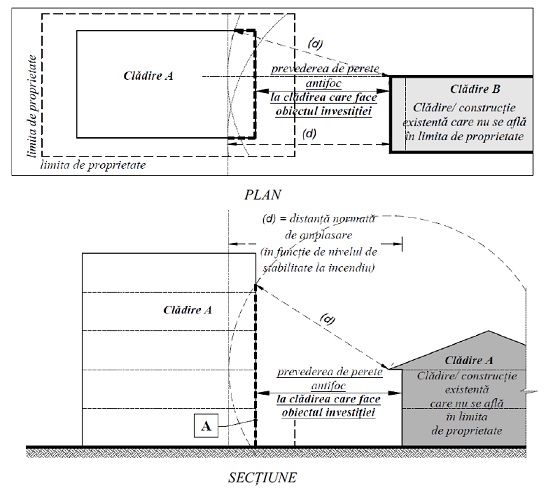 limita de proprietate
Clădire A
limita de proprietate
(d)
prevederea de perete
antifoc
la clădirea care face
obiectul investiției
(d)
Clădire B
Clădire/ construcție
existentă care nu se află
în limita de proprietate
PLAN
(d) = distanță normată
de amplasare
(în funcție de nivelul de
stabilitate la incendiu)
Clădire A
(d)
prevederea de perete
antifoc
la clădirea care face
obiectul investiției
A
Clădire A
Clădire/ construcție
existentă
care nu se află
în limita
de proprietate
SECȚIUNE